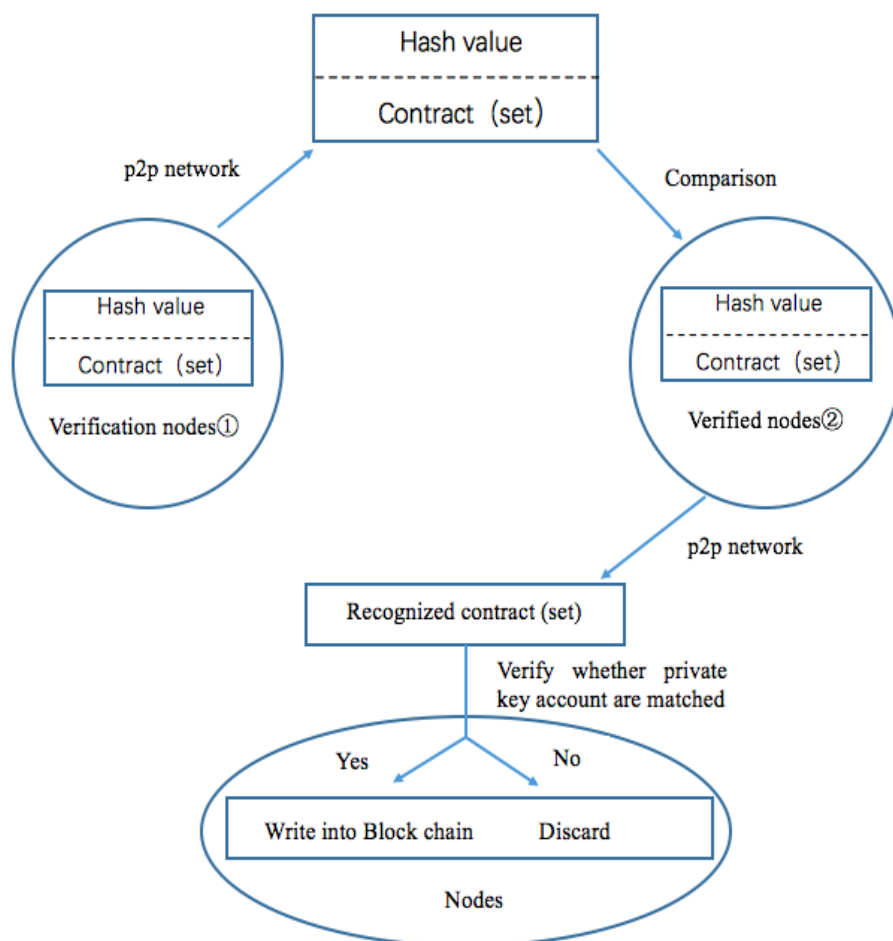 Hash value
Contract（set）
p2p network
Comparison
Hash value
Contract（set）
Verification nodes①
Hash value
Contract（set）
Verified nodes②
p2p network
Recognized contract (set)
Verify whether private
key account are matched
Yes
No
Write into Block chain
Discard
Nodes